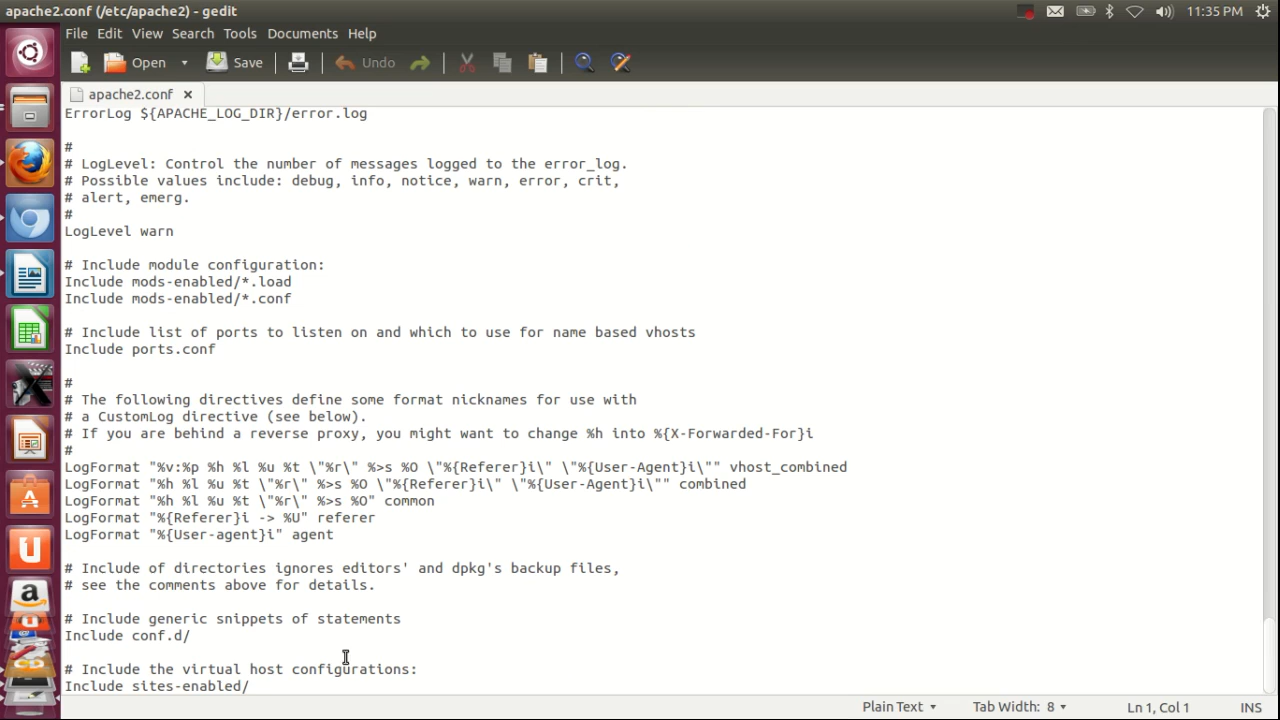 apache2.conf (/etc/apache2) - gedit
11:35 PM
File Edit View Search Tools Documents Help
Open Save Undo
apache2.conf
ErrorLog ${APACHE_LOG_DIR}/error.log
#
# LogLevel: Control the number of messages logged to the error_log.
# Possible values include: debug, info, notice, warn, error, crit,
# alert, emerg.
#
LogLevel warn
# Include module configuration:
Include mods-enabled/*.load
Include mods-enabled/*.conf
# Include list of ports to listen on and which to use for name based vhosts
Include ports.conf
#
# The following directives define some format nicknames for use with
# a CustomLog directive (see below).
# If you are behind a reverse proxy, you might want to change %h into %{X-Forwarded-For}i
#
LogFormat "%v:%p %h %l %u %t \"%r\" %>s %O \"%{Referer}i\" \"%{User-Agent}i\"" vhost_combined
LogFormat "%h %l %u %t \"%r\" %>s %O \"%{Referer}i\" \"%{User-Agent}i\"" combined
LogFormat "%h %l %u %t \"%r\" %>s %O" common
LogFormat "%{Referer}i -> %U" referer
LogFormat "%{User-agent}i" agent
# Include of directories ignores editors' and dpkg's backup files,
# see the comments above for details.
# Include generic snippets of statements
Include conf.d/
# Include the virtual host configurations:
Include sites-enabled/
Plain Text Tab Width: 8 Ln 1, Col 1 INS